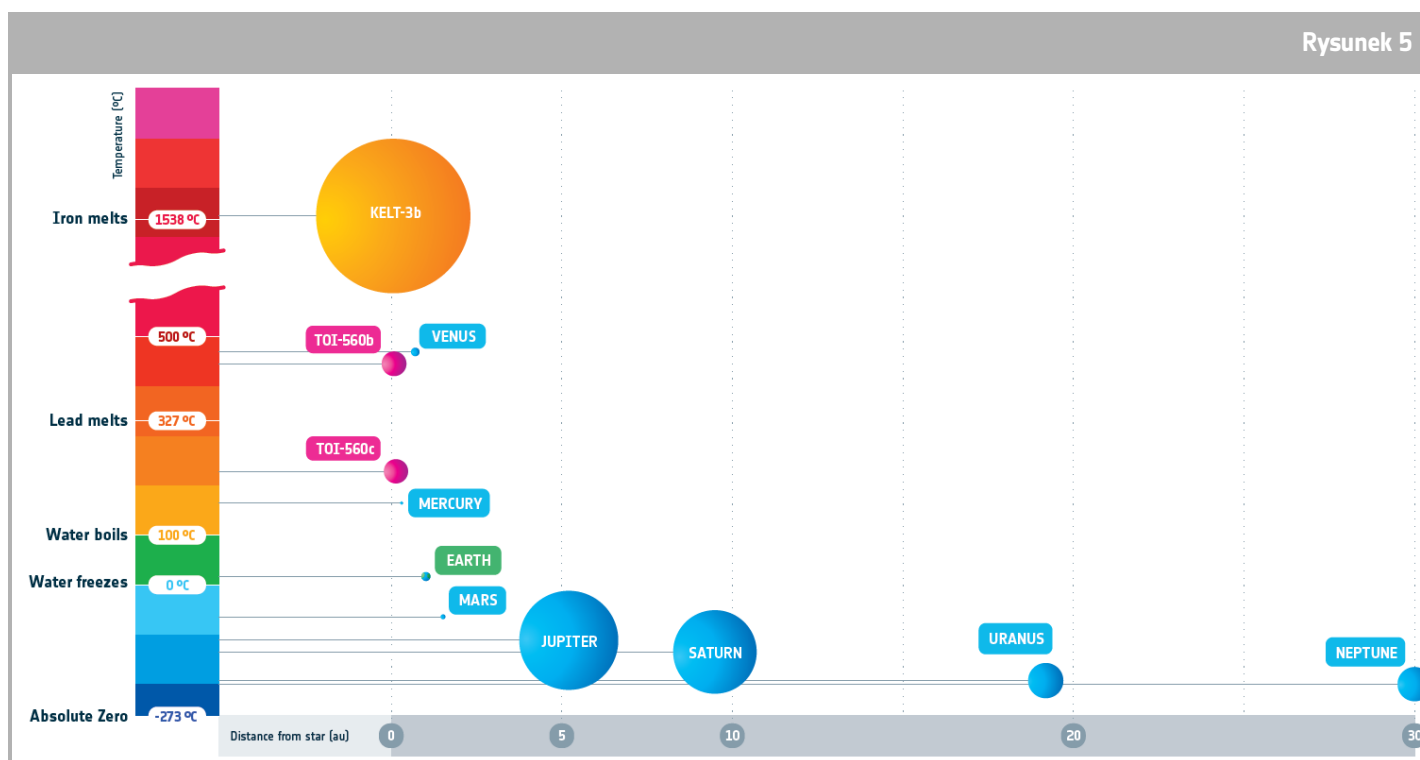 Rysunek 5
Temperature (ºC)
Iron melts
1538 ºC
KELT-3b
500 ºC
TOI-560b
VENUS
Lead melts
327 ºC
TOI-560c
MERCURY
Water boils
100 ºC
EARTH
Water freezes
0 ºC
MARS
JUPITER
SATURN
URANUS
NEPTUNE
Absolute Zero
-273 ºC
Distance from star (au)
0
5
10
20
30